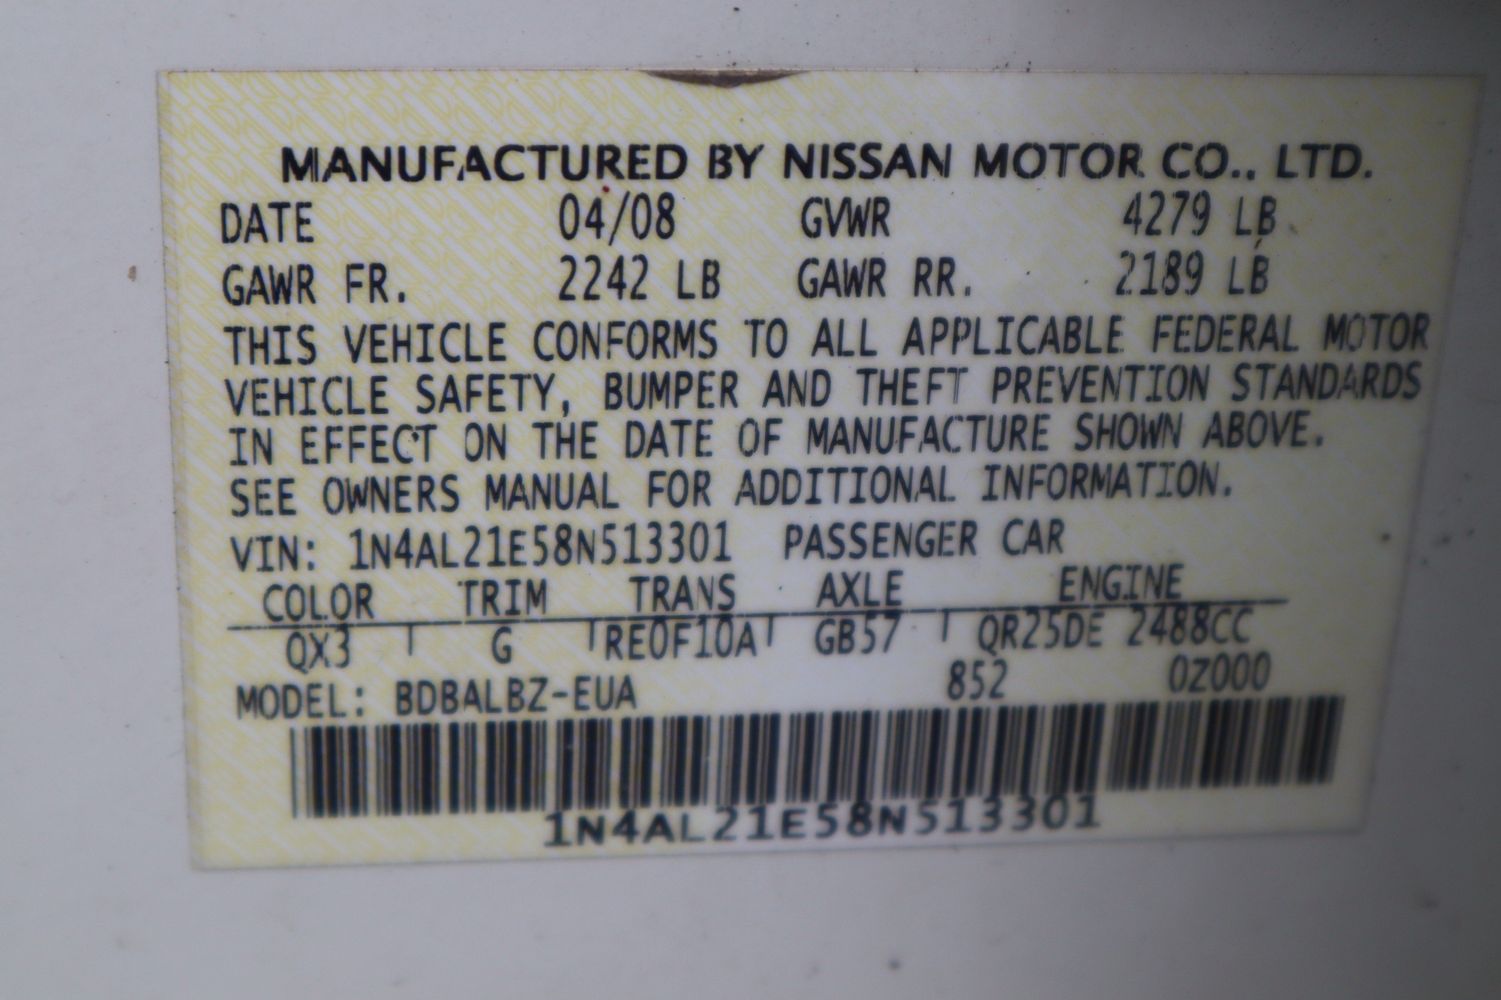 MANUFACTURED BY NISSAN MOTOR CO., LTD.
DATE 04/08 GVWR 4279 LB
GAWR FR. 2242 LB GAWR RR. 2189 LB
THIS VEHICLE CONFORMS TO ALL APPLICABLE FEDERAL MOTOR
VEHICLE SAFETY, BUMPER AND THEFT PREVENTION STANDARDS
IN EFFECT ON THE DATE OF MANUFACTURE SHOWN ABOVE.
SEE OWNERS MANUAL FOR ADDITIONAL INFORMATION.
VIN: 1N4AL21E58N513301 PASSENGER CAR
COLOR TRIM TRANS AXLE ENGINE
QX3 G RE0F10A GB57 QR25DE 2488CC
MODEL: BDBALBZ-EUA 852 0Z000
1N4AL21E58N513301